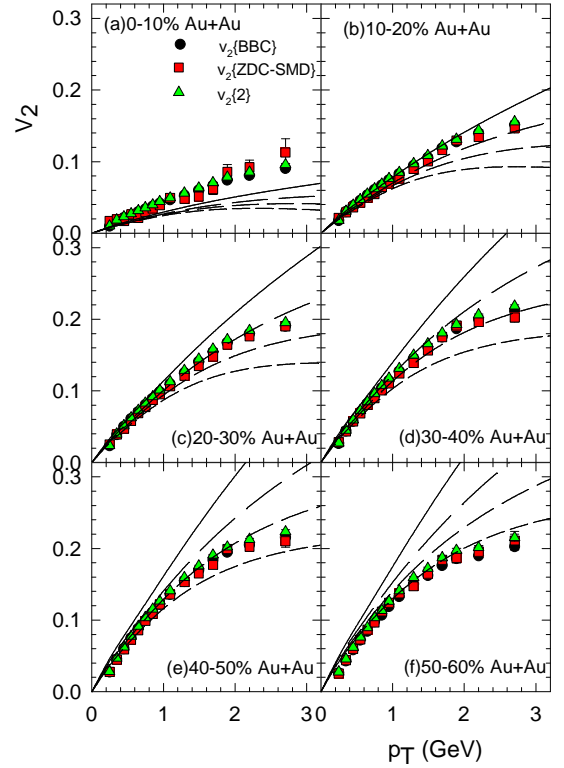 (a)0-10% Au+Au
v2{BBC}
v2{ZDC-SMD}
v2{2}
(b)10-20% Au+Au
0.3
0.2
0.1
0.0
V2
(c)20-30% Au+Au
(d)30-40% Au+Au
0.3
0.2
0.1
0.0
(e)40-50% Au+Au
(f)50-60% Au+Au
0.3
0.2
0.1
0.0
0 1 2 3 0 1 2 3
pT (GeV)